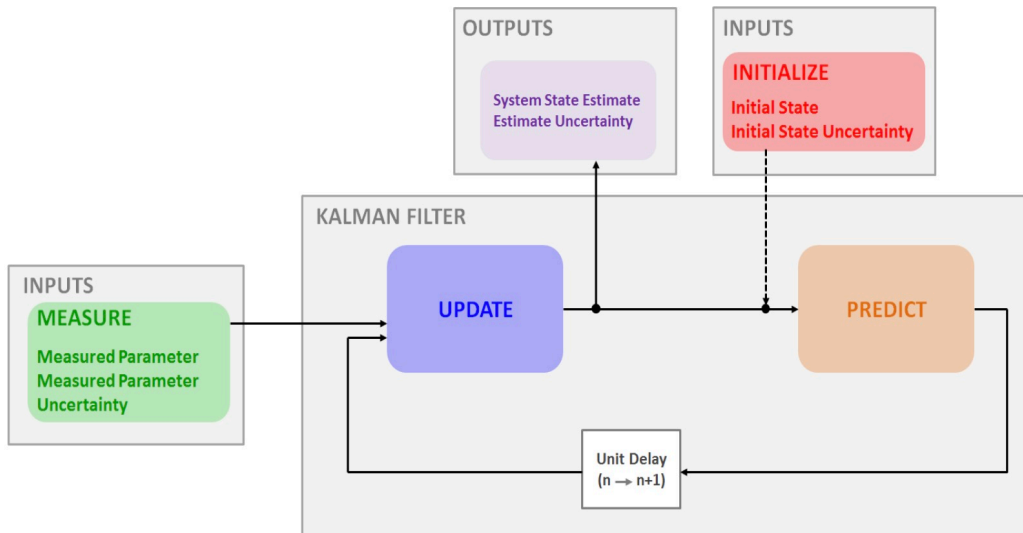 OUTPUTS
System State Estimate
Estimate Uncertainty
INPUTS
INITIALIZE
Initial State
Initial State Uncertainty
KALMAN FILTER
INPUTS
MEASURE
Measured Parameter
Measured Parameter
Uncertainty
UPDATE
PREDICT
Unit Delay
(n → n+1)